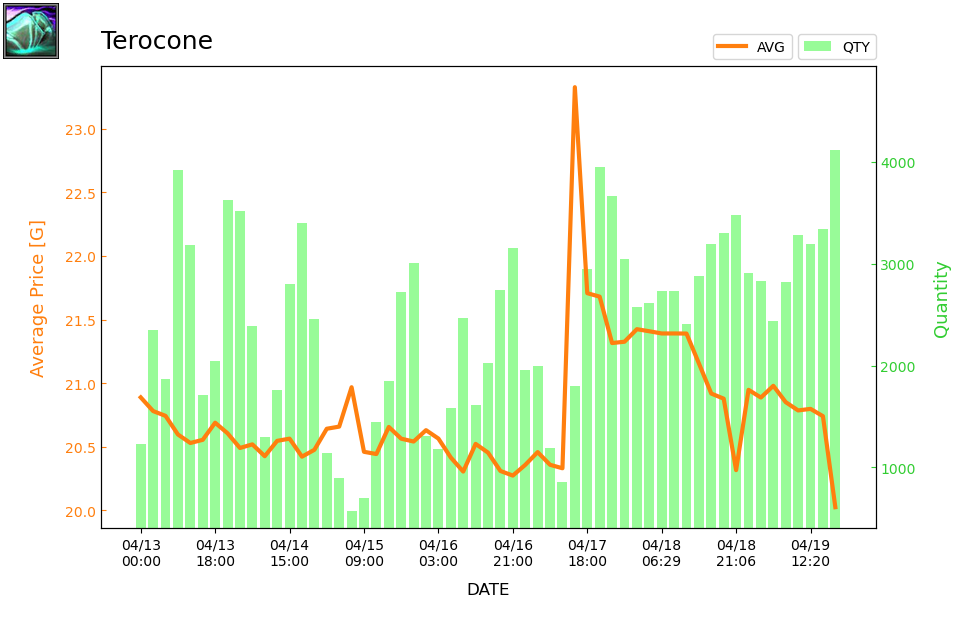 Terocone
AVG
QTY
Average Price [G]
23.0
22.5
22.0
21.5
21.0
20.5
20.0
4000
3000
2000
1000
Quantity
04/13 04/13 04/14 04/15 04/16 04/16 04/17 04/18 04/18 04/19
00:00 18:00 15:00 09:00 03:00 21:00 18:00 06:29 21:06 12:20
DATE